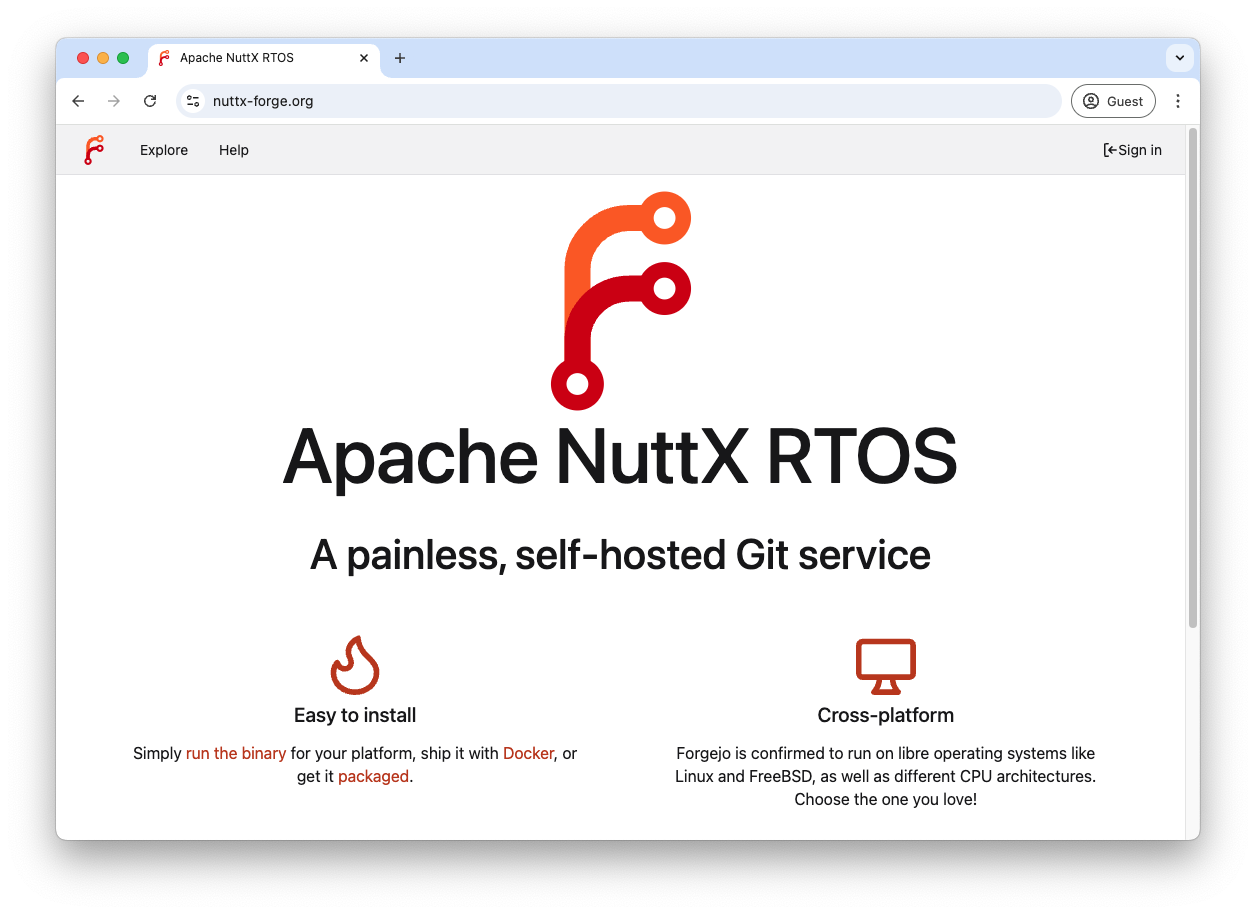 Apache NuttX RTOS
nuttx-forge.org
Guest
Explore
Help
Sign in
Apache NuttX RTOS
A painless, self-hosted Git service
Easy to install
Simply run the binary for your platform, ship it with Docker, or
get it packaged.
Cross-platform
Forgejo is confirmed to run on libre operating systems like
Linux and FreeBSD, as well as different CPU architectures.
Choose the one you love!